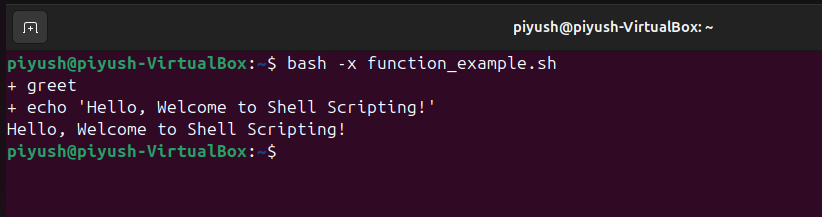 piyush@piyush-VirtualBox: ~
piyush@piyush-VirtualBox:~$ bash -x function_example.sh
+ greet
+ echo 'Hello, Welcome to Shell Scripting!'
Hello, Welcome to Shell Scripting!
piyush@piyush-VirtualBox:~$